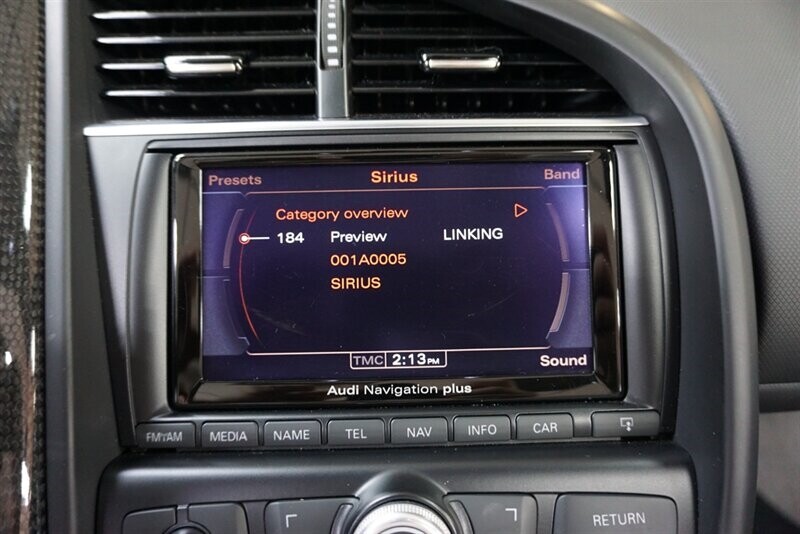 Presets Sirius Band
Category overview
184 Preview LINKING
001A0005
SIRIUS
TMC 2:13PM Sound
Audi Navigation plus
FM/AM MEDIA NAME TEL NAV INFO CAR
RETURN